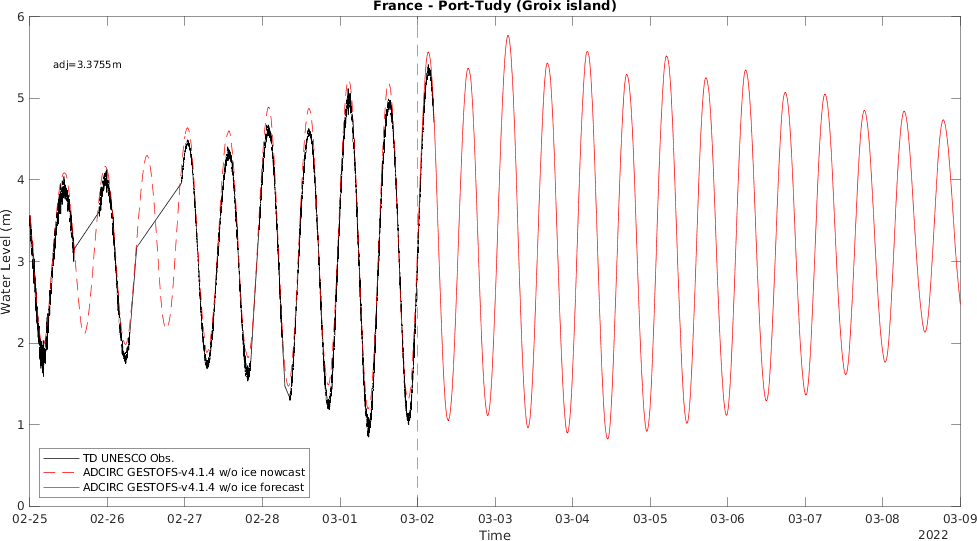 France - Port-Tudy (Groix island)
adj=3.3755m
6
5
4
3
2
1
0
Water Level (m)
TD UNESCO Obs.
ADCIRC GESTOFS-v4.1.4 w/o ice nowcast
ADCIRC GESTOFS-v4.1.4 w/o ice forecast
02-25 02-26 02-27 02-28 03-01 03-02 03-03 03-04 03-05 03-06 03-07 03-08 03-09
Time
2022